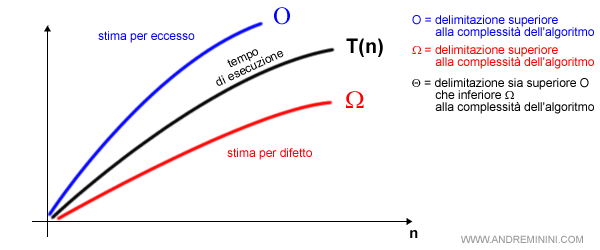 O
stima per eccesso
tempo
di esecuzione
T(n)
Ω
stima per difetto
n
O = delimitazione superiore
alla complessità dell'algoritmo
Ω = delimitazione superiore
alla complessità dell'algoritmo
Θ = delimitazione sia superiore O
che inferiore Ω
alla complessità dell'algoritmo
WWW.ANDREMININI.COM